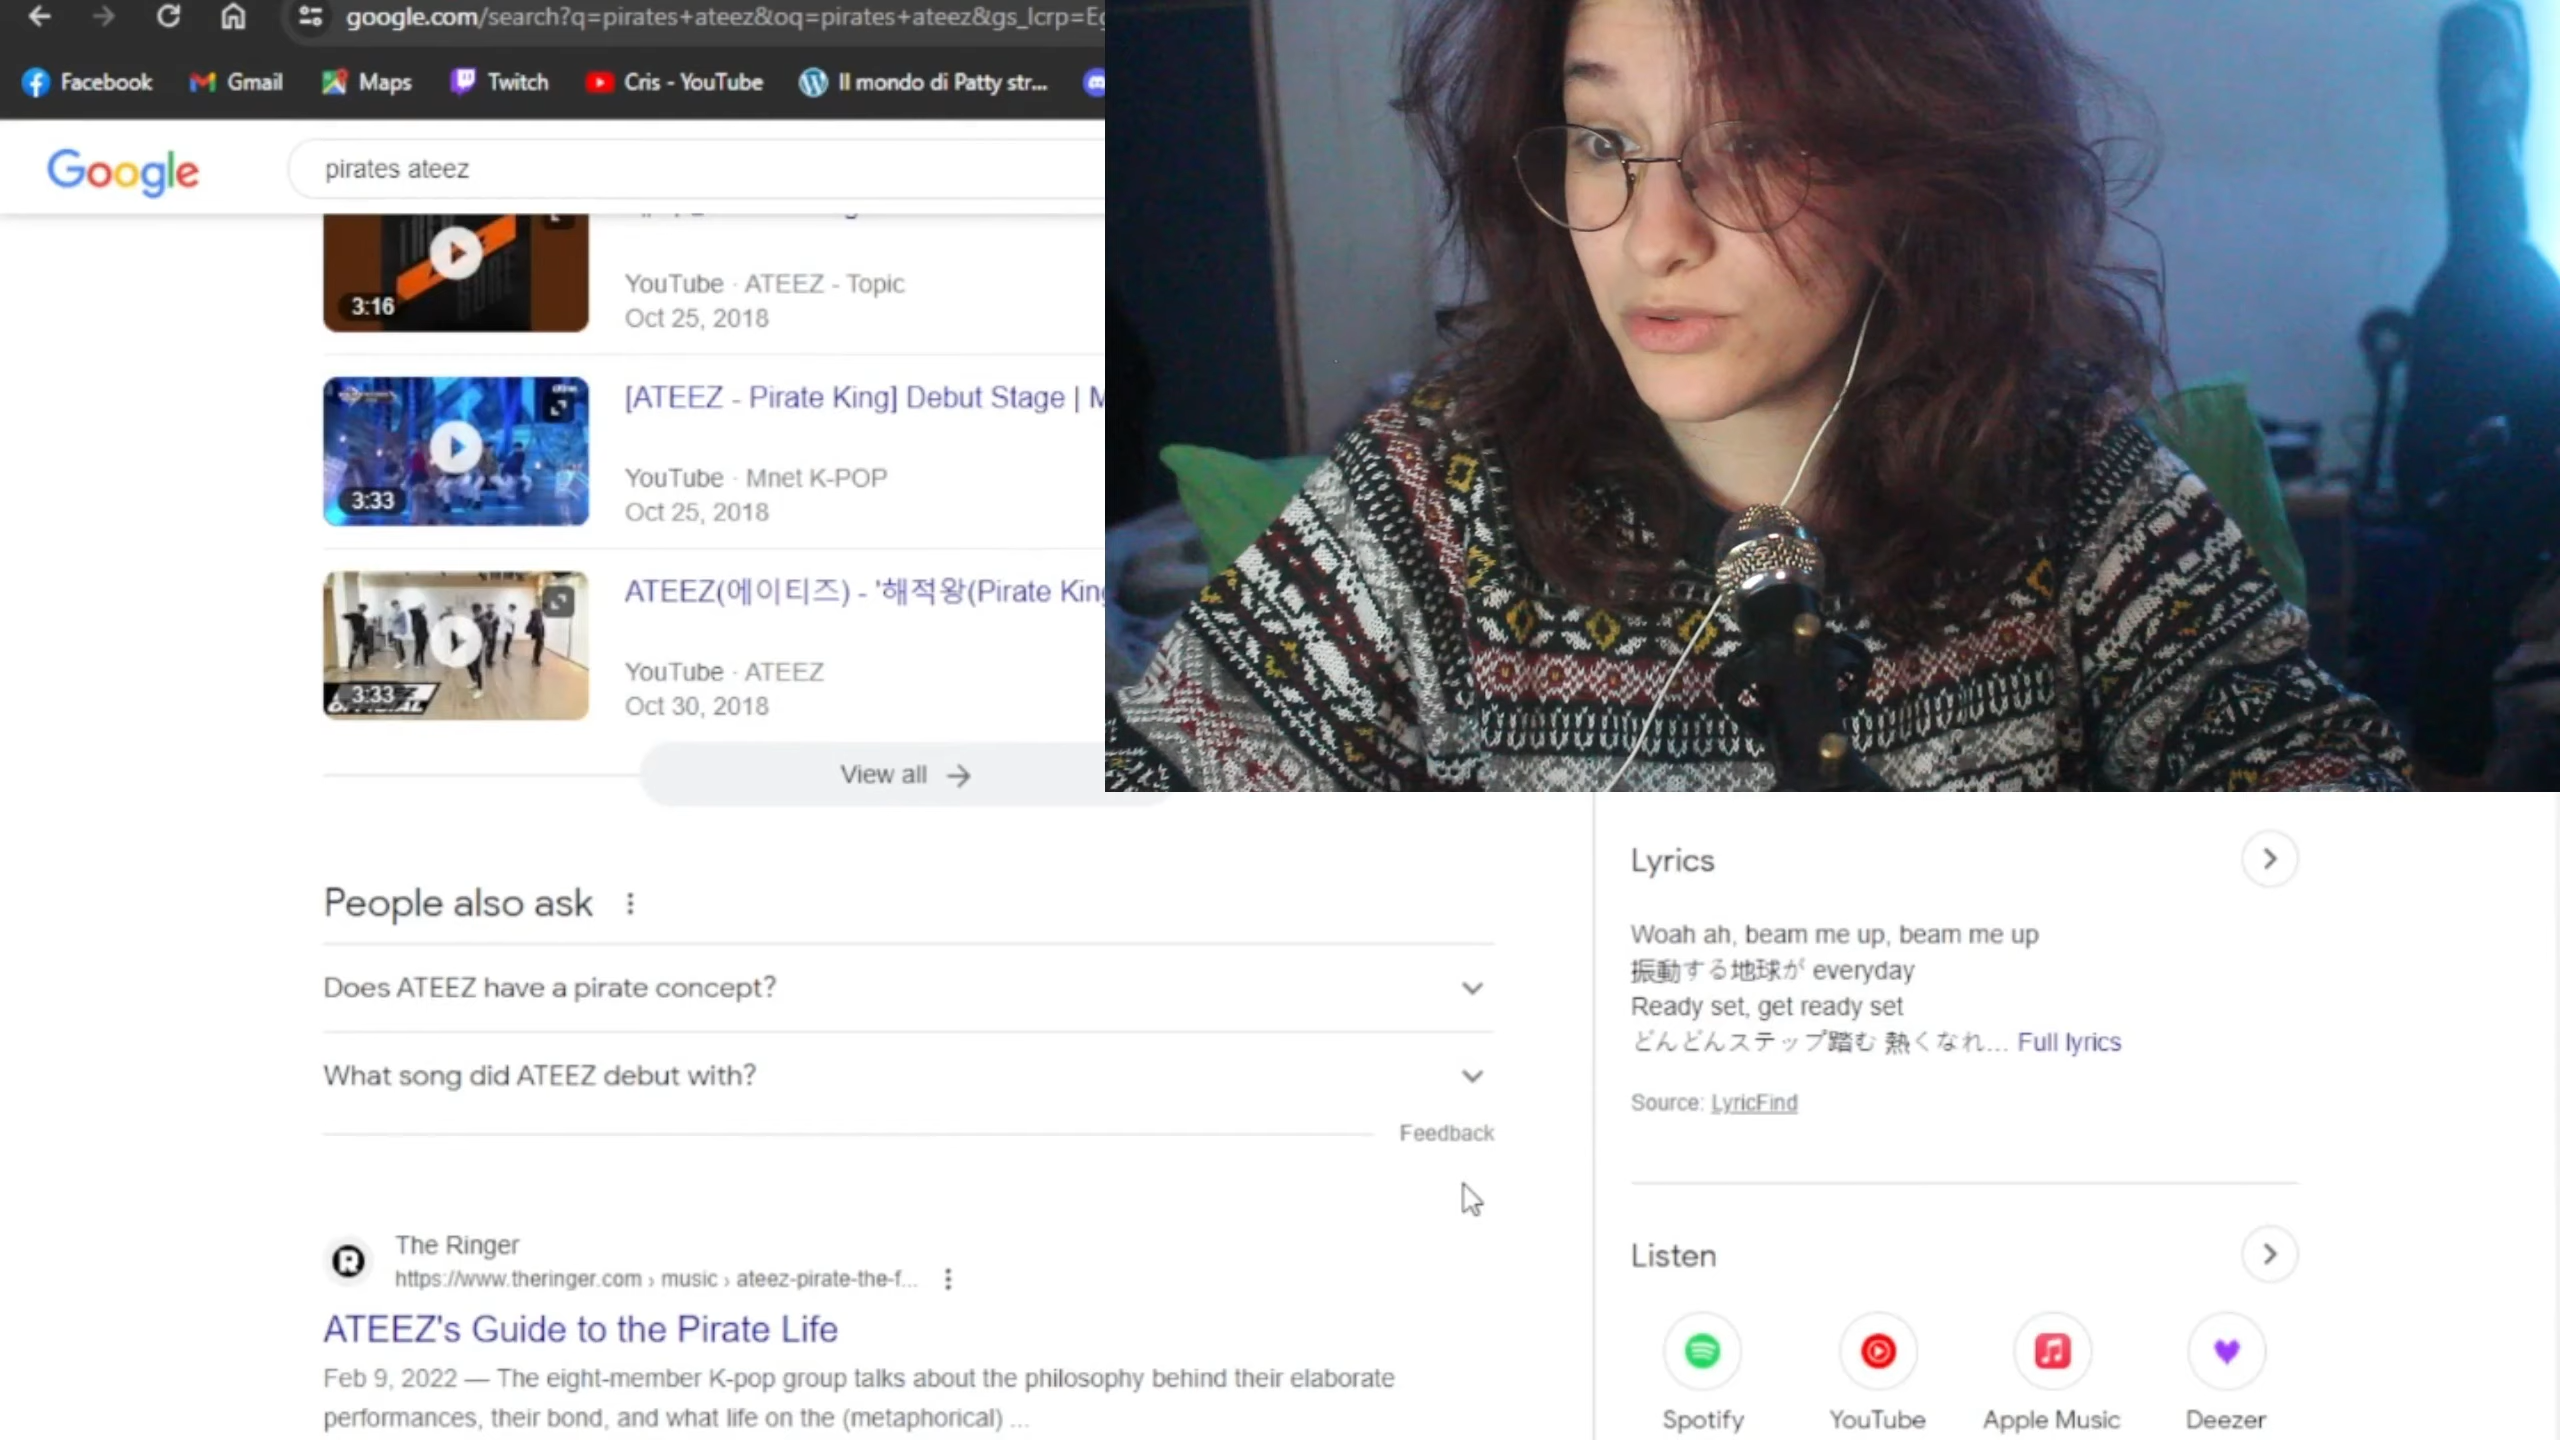 google.com/search?q=pirates+ateez&oq=pirates+ateez&gs_lcrp=E
Facebook
Gmail
Maps
Twitch
Cris - YouTube
Il mondo di Patty str...
Google
pirates ateez
3:16
YouTube · ATEEZ - Topic
Oct 25, 2018
3:33
[ATEEZ - Pirate King] Debut Stage | M
YouTube · Mnet K-POP
Oct 25, 2018
3:33
ATEEZ(에이티즈) - '해적왕(Pirate King
YouTube · ATEEZ
Oct 30, 2018
View all
People also ask
Does ATEEZ have a pirate concept?
What song did ATEEZ debut with?
Feedback
The Ringer
https://www.theringer.com › music › ateez-pirate-the-f...
ATEEZ's Guide to the Pirate Life
Feb 9, 2022 — The eight-member K-pop group talks about the philosophy behind their elaborate
performances, their bond, and what life on the (metaphorical) ...
Lyrics
Woah ah, beam me up, beam me up
振動する地球が everyday
Ready set, get ready set
どんどんステップ踏む 熱くなれ... Full lyrics
Source: LyricFind
Listen
Spotify
YouTube
Apple Music
Deezer